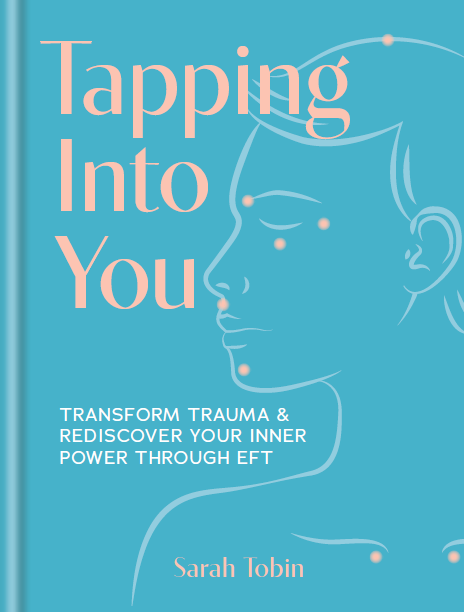 Tapping
Into
You
TRANSFORM TRAUMA &
REDISCOVER YOUR INNER
POWER THROUGH EFT
Sarah Tobin